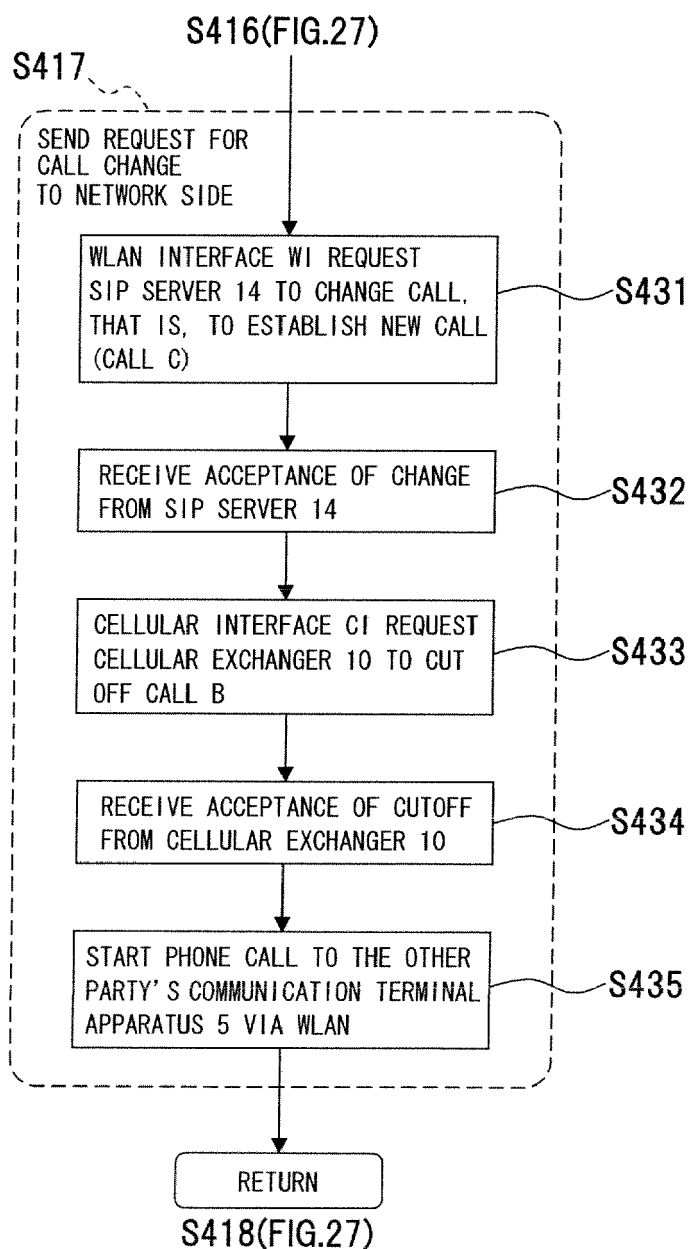 S416(FIG.27)
S417
SEND REQUEST FOR
CALL CHANGE
TO NETWORK SIDE
WLAN INTERFACE WI REQUEST
SIP SERVER 14 TO CHANGE CALL,
THAT IS, TO ESTABLISH NEW CALL
(CALL C)
S431
RECEIVE ACCEPTANCE OF CHANGE
FROM SIP SERVER 14
S432
CELLULAR INTERFACE CI REQUEST
CELLULAR EXCHANGER 10 TO CUT
OFF CALL B
S433
RECEIVE ACCEPTANCE OF CUTOFF
FROM CELLULAR EXCHANGER 10
S434
START PHONE CALL TO THE OTHER
PARTY'S COMMUNICATION TERMINAL
APPARATUS 5 VIA WLAN
S435
RETURN
S418(FIG.27)